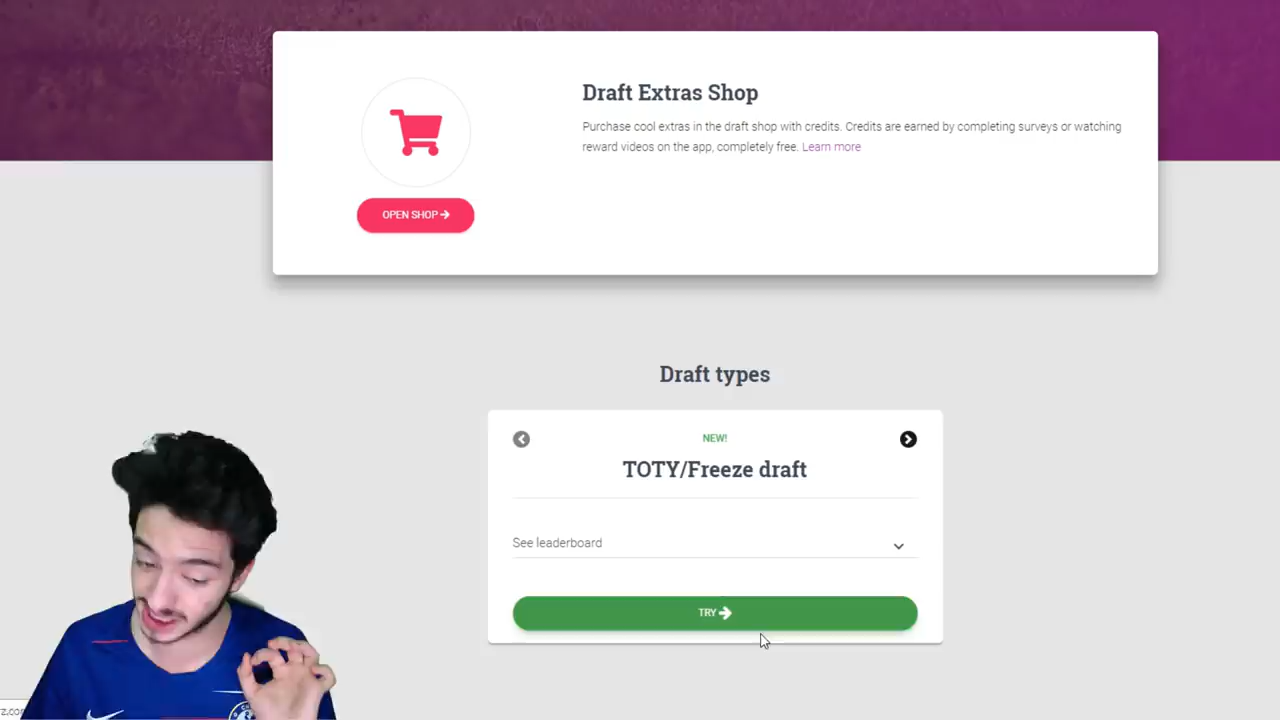 Draft Extras Shop
Purchase cool extras in the draft shop with credits. Credits are earned by completing surveys or watching
reward videos on the app, completely free. Learn more
OPEN SHOP
Draft types
NEW!
TOTY/Freeze draft
See leaderboard
TRY